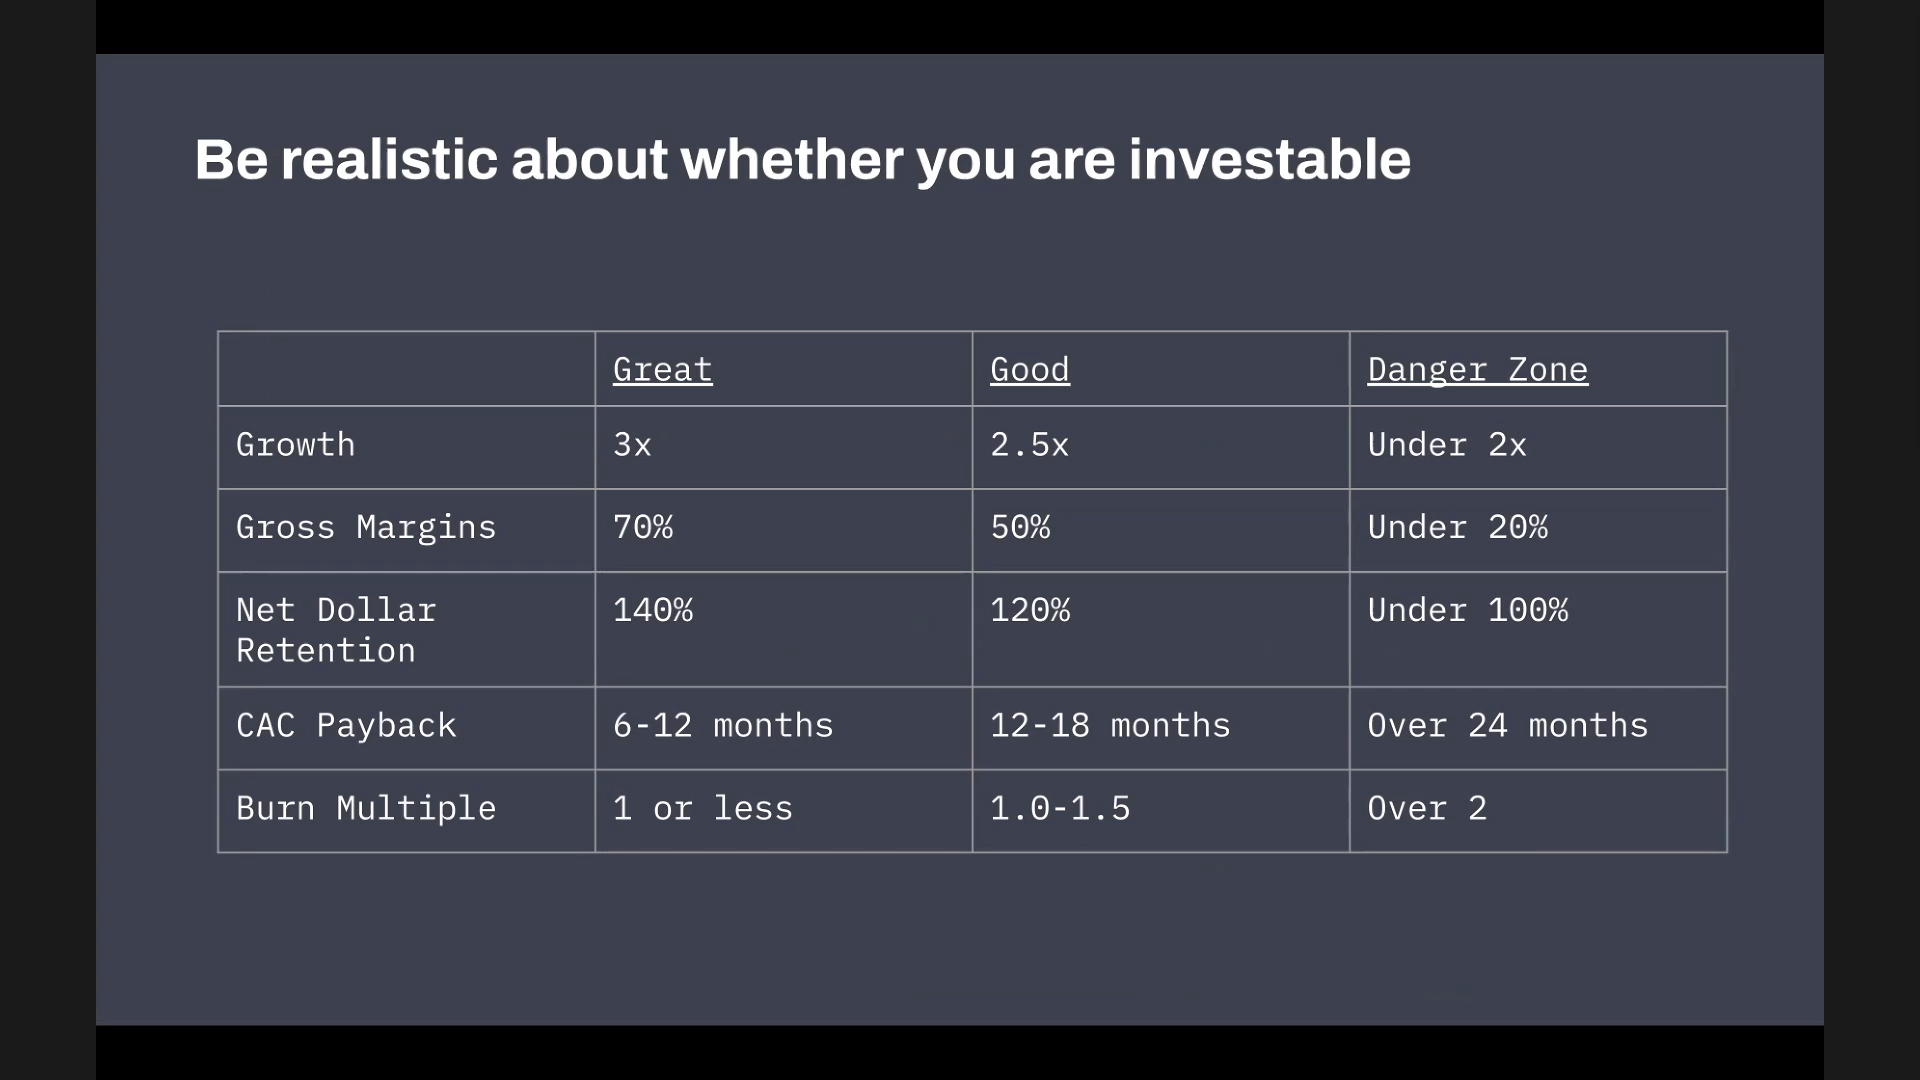 Be realistic about whether you are investable
Great Good Danger Zone
Growth 3x 2.5x Under 2x
Gross Margins 70% 50% Under 20%
Net Dollar 140% 120% Under 100%
Retention
CAC Payback 6-12 months 12-18 months Over 24 months
Burn Multiple 1 or less 1.0-1.5 Over 2